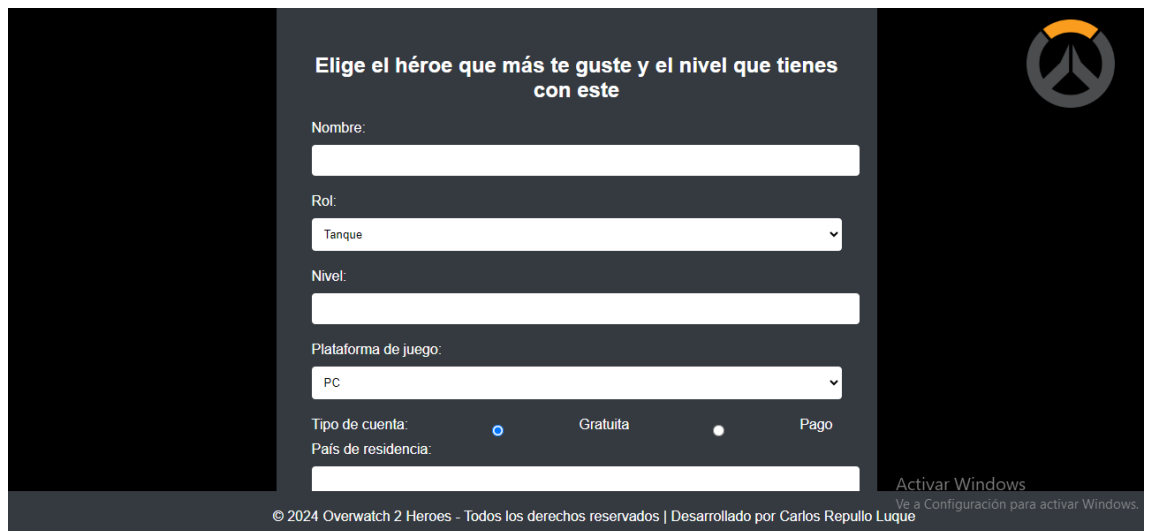 Elige el héroe que más te guste y el nivel que tienes
con este
Nombre:
Rol:
Tanque
Nivel:
Plataforma de juego:
PC
Tipo de cuenta: Gratuita Pago
País de residencia:
Activar Windows
Ve a Configuración para activar Windows.
© 2024 Overwatch 2 Heroes - Todos los derechos reservados | Desarrollado por Carlos Repullo Luque